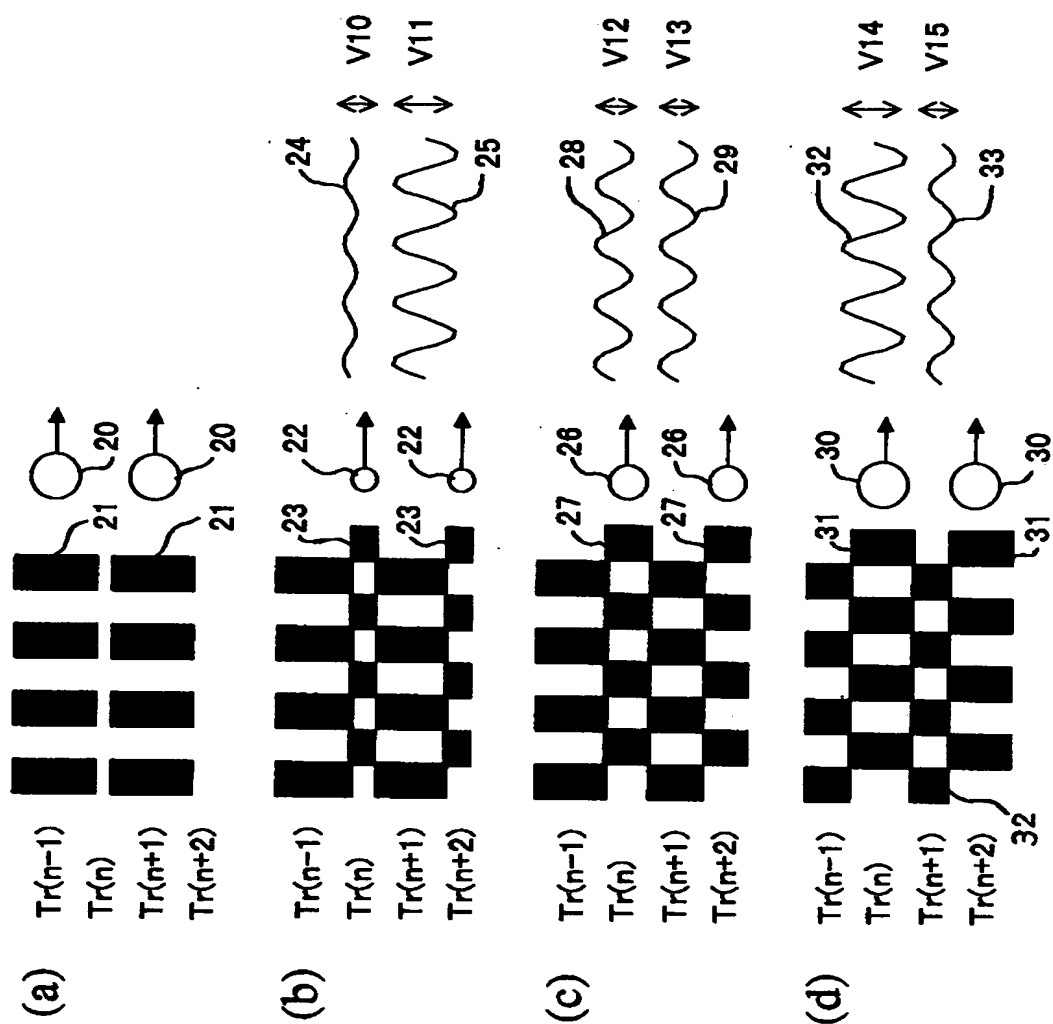 (a)
Tr(n-1)
Tr(n)
Tr(n+1)
Tr(n+2)
21
21
20
20
(b)
Tr(n-1)
Tr(n)
Tr(n+1)
Tr(n+2)
23
23
22
22
24
25
V10
V11
(c)
Tr(n-1)
Tr(n)
Tr(n+1)
Tr(n+2)
27
27
26
26
28
29
V12
V13
(d)
Tr(n-1)
Tr(n)
Tr(n+1)
Tr(n+2)
32
31
31
30
30
32
33
V14
V15